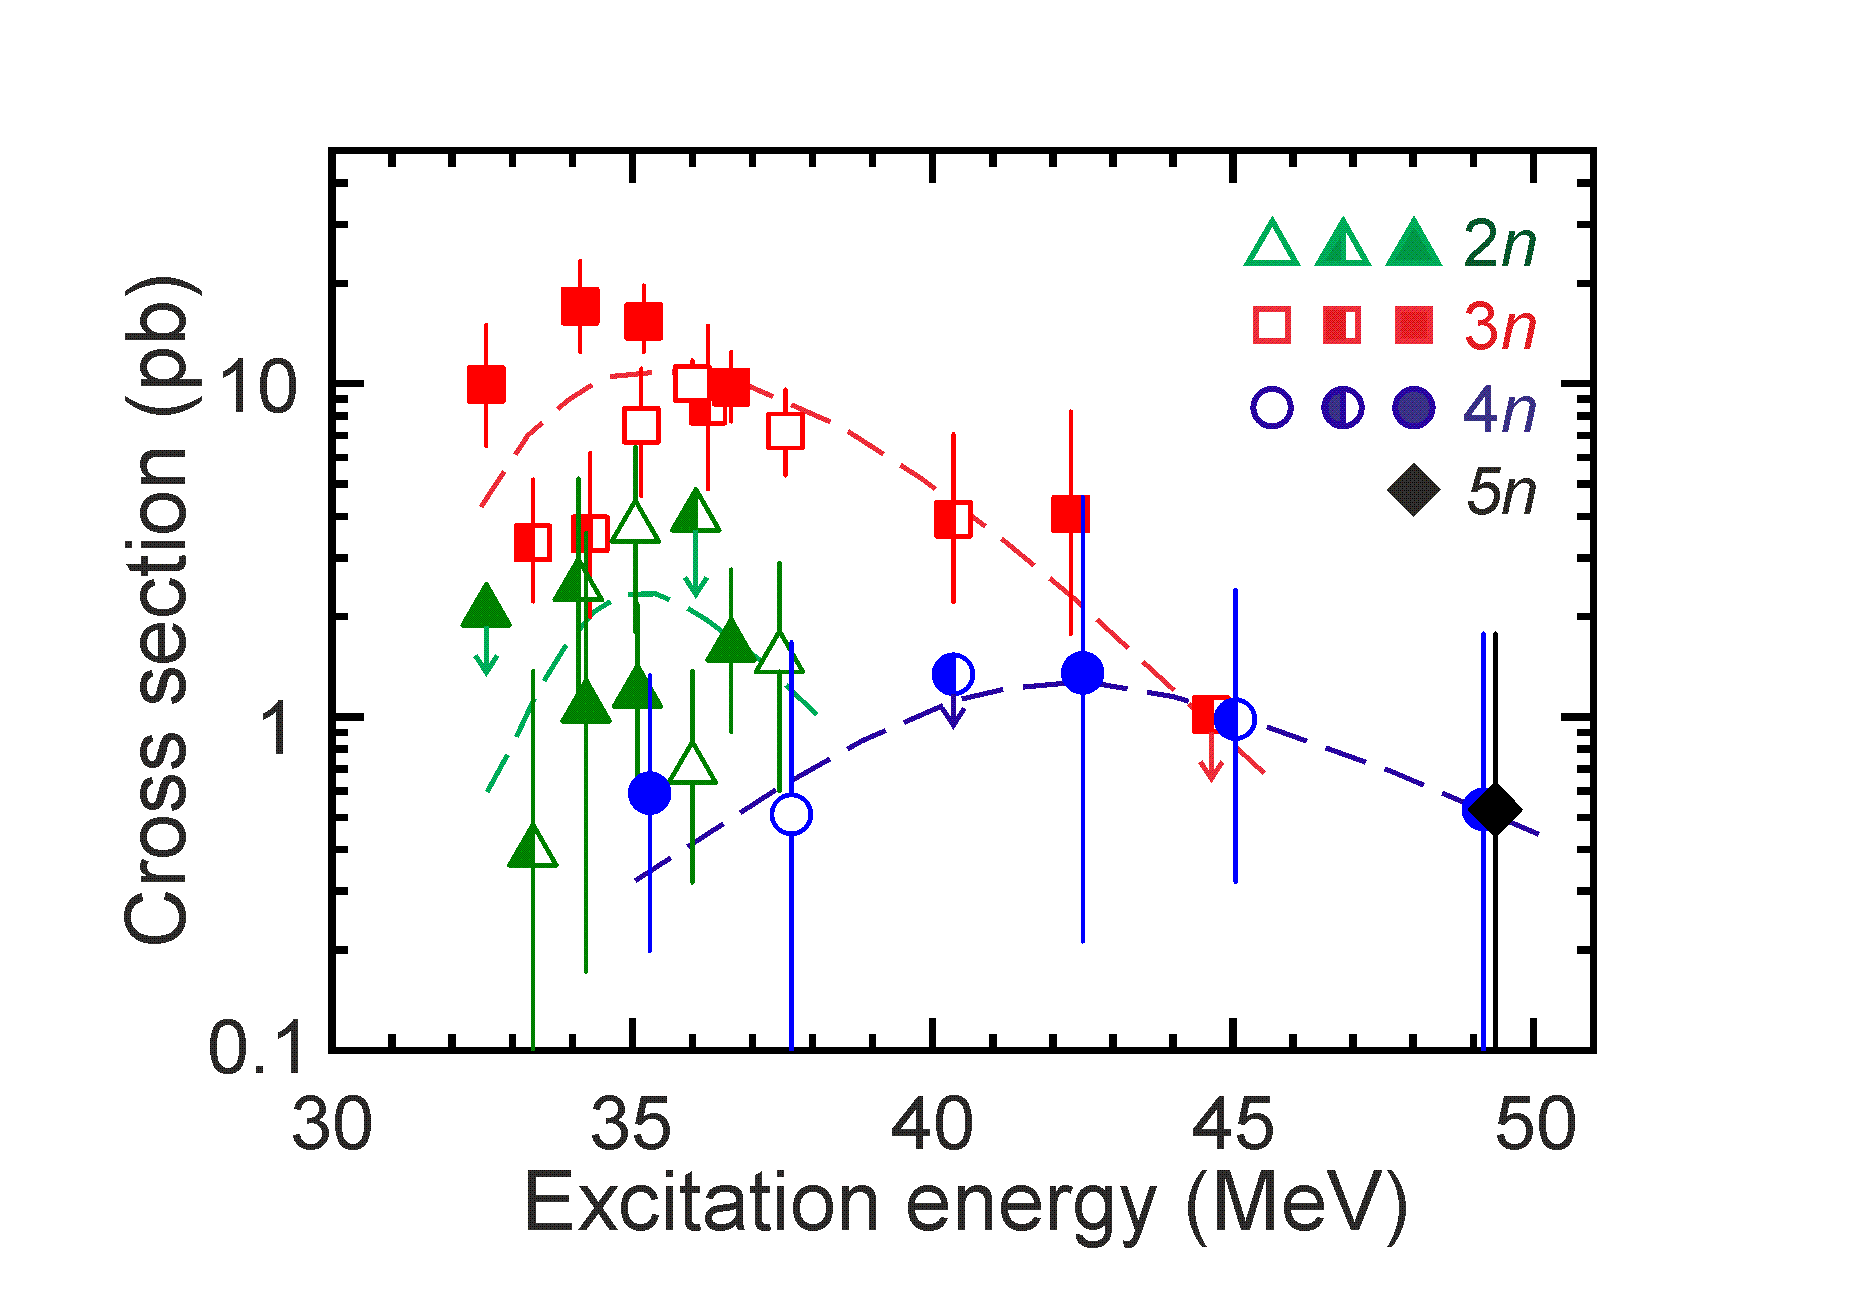 2n
3n
4n
5n
Cross section (pb)
10
1
0.1
30 35 40 45 50
Excitation energy (MeV)